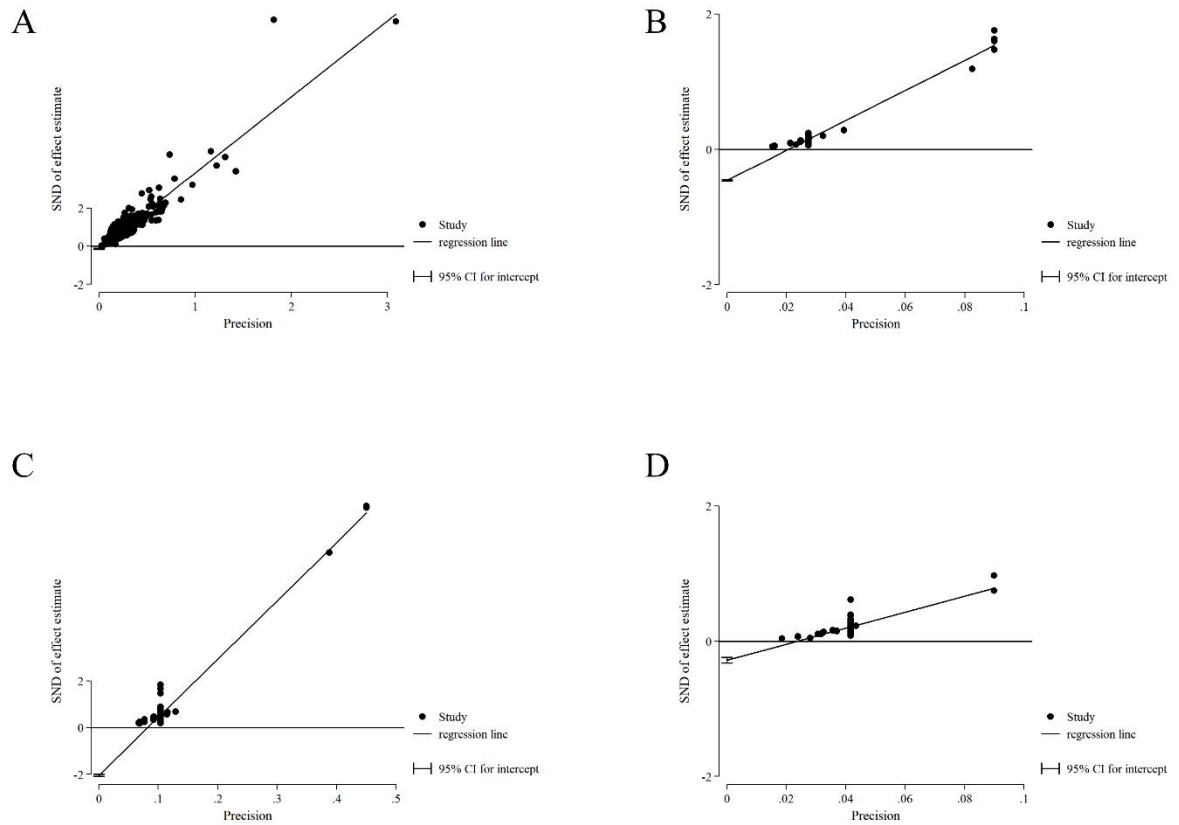 A
SND of effect estimate
2
0
-2
0
1
2
3
Precision
Study
regression line
95% CI for intercept
B
SND of effect estimate
2
0
-2
0
.02
.04
.06
.08
.1
Precision
Study
regression line
95% CI for intercept
C
SND of effect estimate
2
0
-2
0
.1
.2
.3
.4
.5
Precision
Study
regression line
95% CI for intercept
D
SND of effect estimate
2
0
-2
0
.02
.04
.06
.08
.1
Precision
Study
regression line
95% CI for intercept